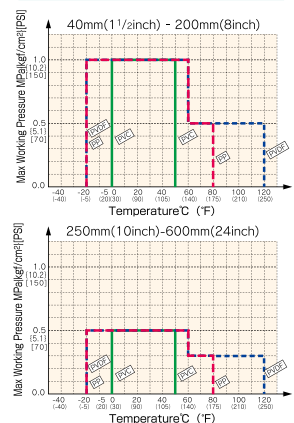 40mm(1 1/2inch) - 200mm(8inch)
Max Working Pressure MPa[kgf/cm²][PSI]
1.0
[10.2]
[150]
0.5
[5.1]
[70]
0.0
PVDF
PP
PVC
PVC
PP
PVDF
-40 -20 -5 0 20 40 60 80 100 120 140
(-40) (-5) (20)(30) (90) (105) (140) (175) (210) (250)
Temperature℃ (℉)
250mm(10inch)-600mm(24inch)
Max Working Pressure MPa[kgf/cm²][PSI]
1.0
[10.2]
[150]
0.5
[5.1]
[70]
0.0
PVDF
PP
PVC
PVC
PP
PVDF
-40 -20 -5 0 20 40 60 80 100 120 140
(-40) (-5) (20)(30) (90) (105) (140) (175) (210) (250)
Temperature℃ (℉)